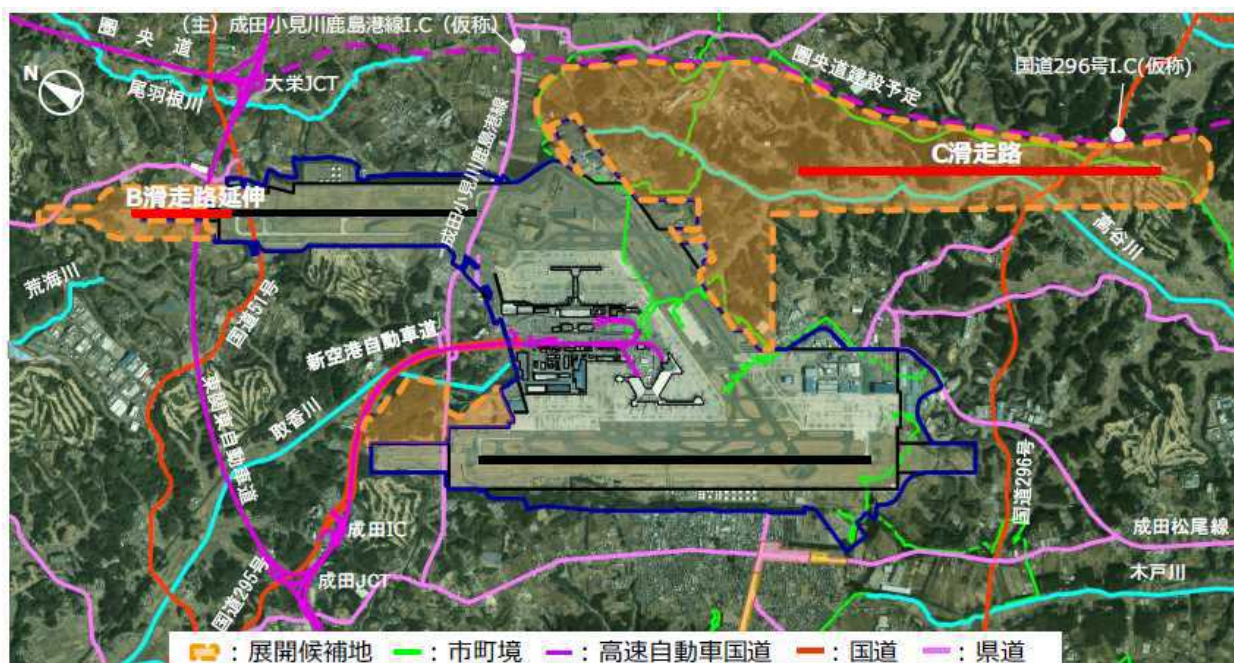 (主)成田小見川鹿島港線I.C(仮称)
圏央道
大栄JCT
尾羽根川
N
圏央道建設予定
国道296号I.C(仮称)
成田小見川鹿島港線
C滑走路
B滑走路延伸
高谷川
荒海川
国道51号
新空港自動車道
取香川
東関東自動車道
国道296号
成田IC
成田松尾線
成田JCT
国道295号
木戸川
:展開候補地 :市町境 :高速自動車国道 :国道 :県道